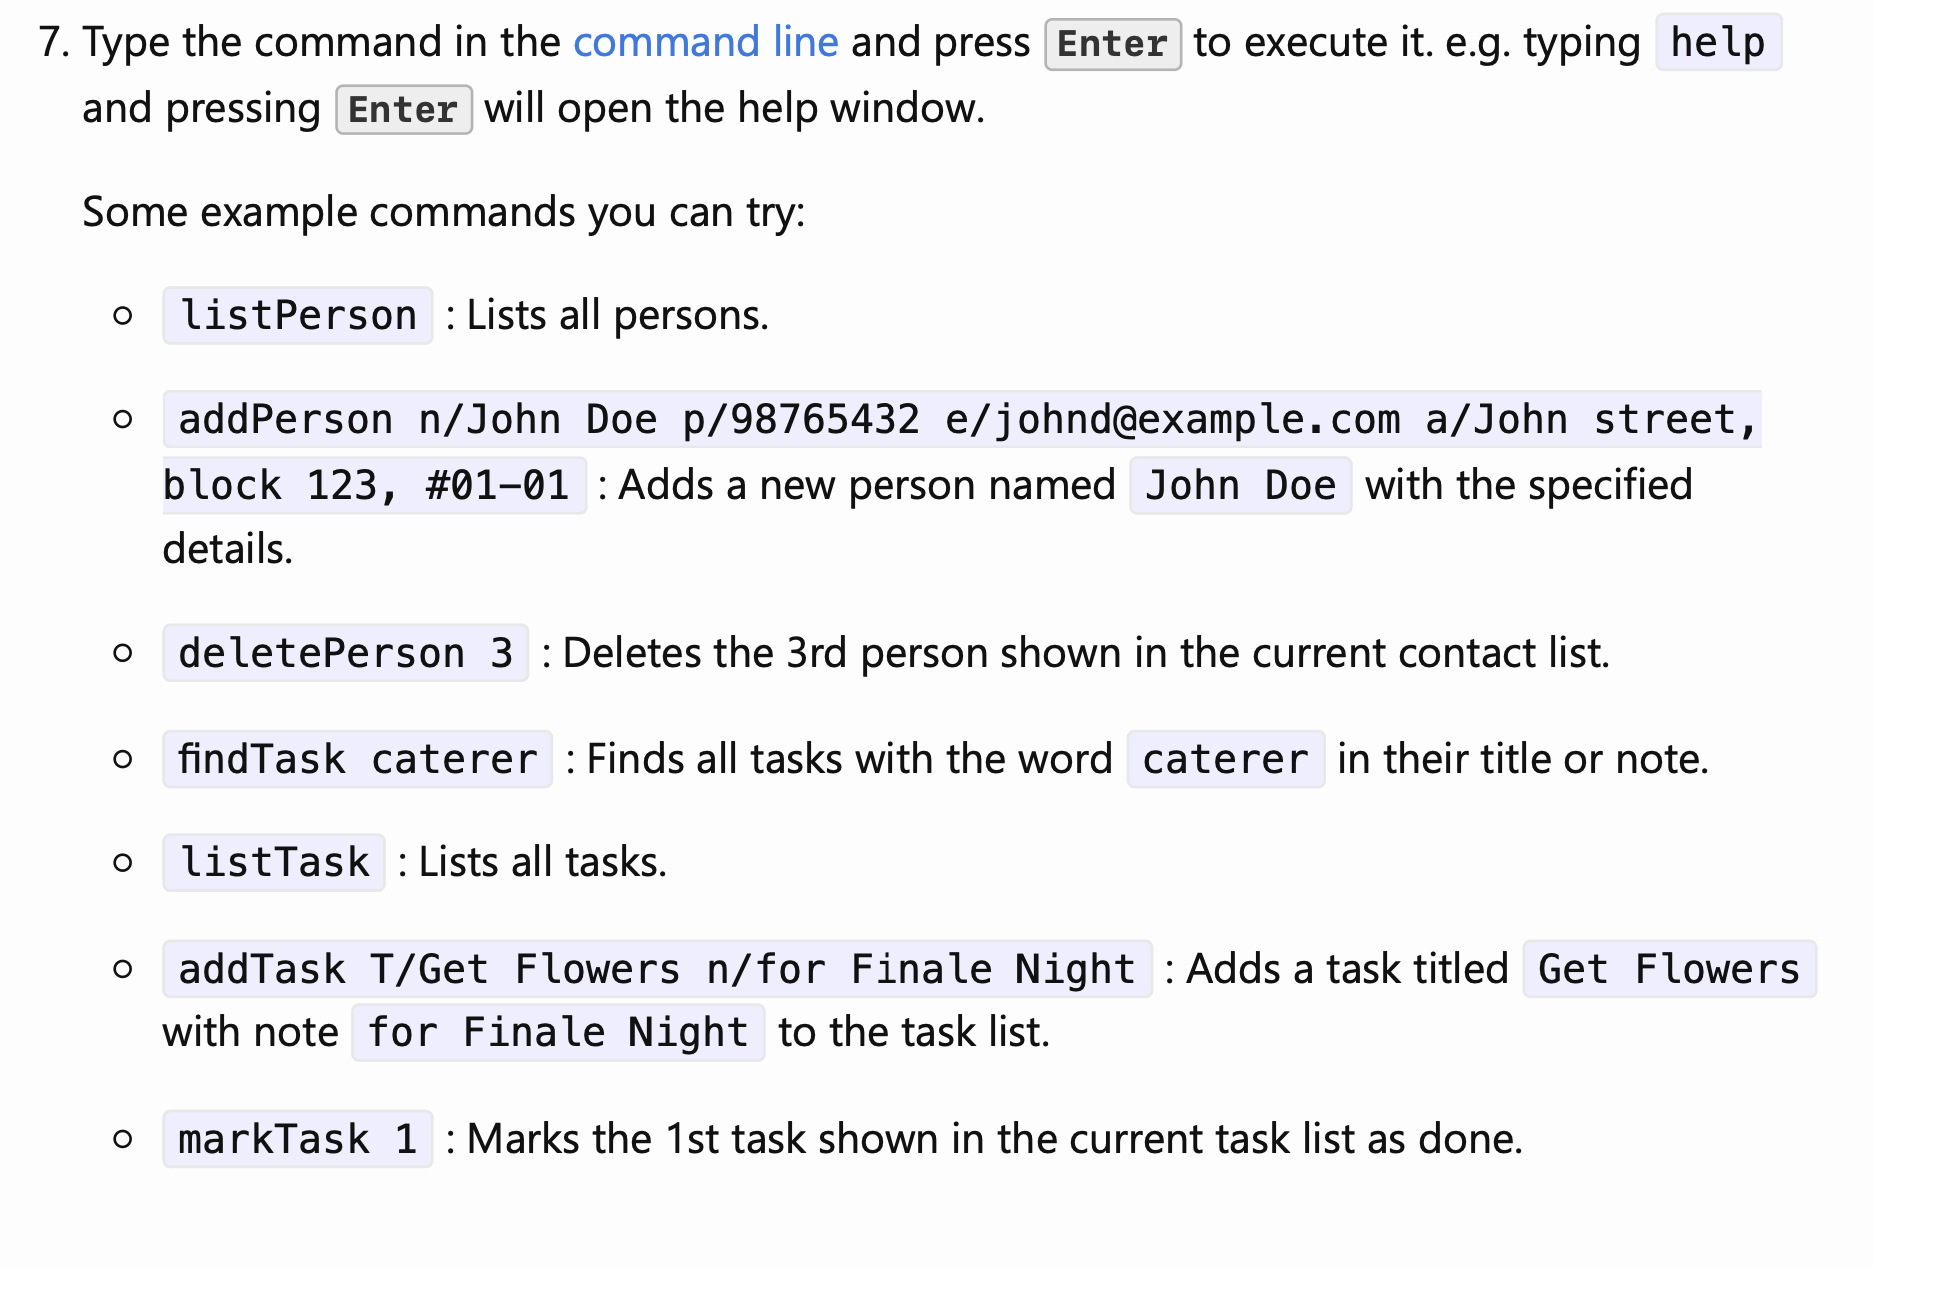 7. Type the command in the command line and press Enter to execute it. e.g. typing help
and pressing Enter will open the help window.
Some example commands you can try:
listPerson : Lists all persons.
addPerson n/John Doe p/98765432 e/johnd@example.com a/John street,
block 123, #01-01 : Adds a new person named John Doe with the specified
details.
deletePerson 3 : Deletes the 3rd person shown in the current contact list.
findTask caterer : Finds all tasks with the word caterer in their title or note.
listTask : Lists all tasks.
addTask T/Get Flowers n/for Finale Night : Adds a task titled Get Flowers
with note for Finale Night to the task list.
markTask 1 : Marks the 1st task shown in the current task list as done.